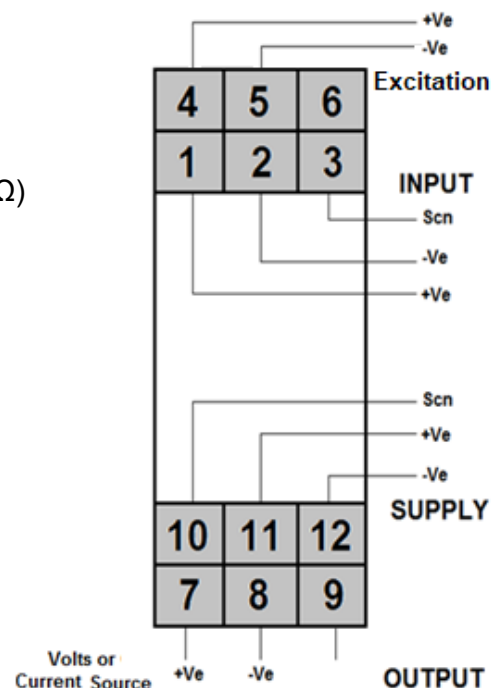 +Ve
-Ve
Excitation
4 5 6
1 2 3
Ω)
INPUT
Scn
-Ve
+Ve
Scn
+Ve
-Ve
SUPPLY
10 11 12
7 8 9
Volts or
Current Source +Ve -Ve OUTPUT